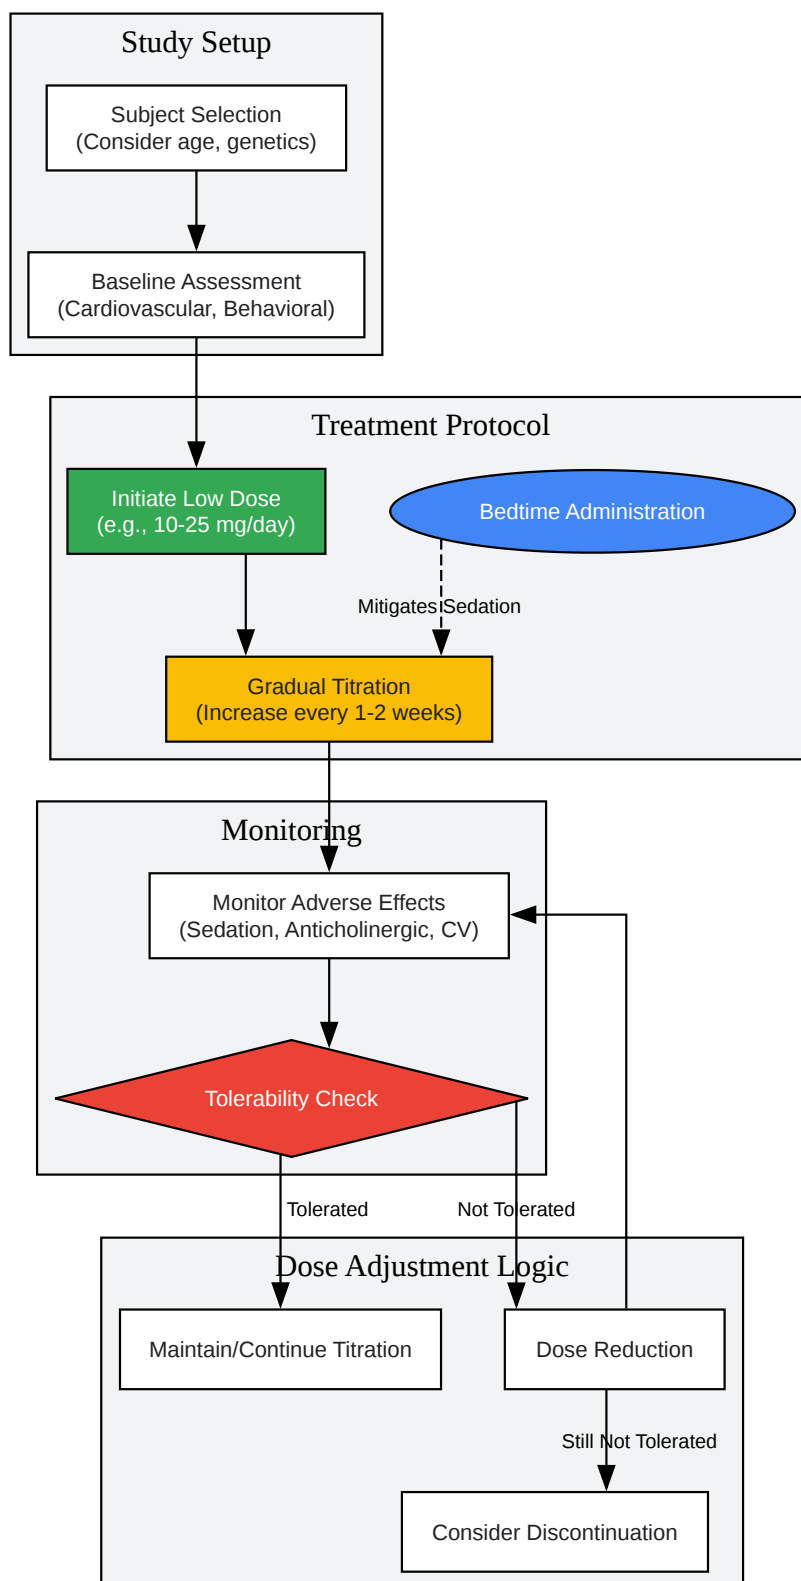 Study Setup
Subject Selection
(Consider age, genetics)
Baseline Assessment
(Cardiovascular, Behavioral)
Treatment Protocol
Initiate Low Dose
(e.g., 10-25 mg/day)
Bedtime Administration
Mitigates Sedation
Gradual Titration
(Increase every 1-2 weeks)
Monitoring
Monitor Adverse Effects
(Sedation, Anticholinergic, CV)
Tolerability Check
Tolerated
Not Tolerated
Dose Adjustment Logic
Maintain/Continue Titration
Dose Reduction
Still Not Tolerated
Consider Discontinuation